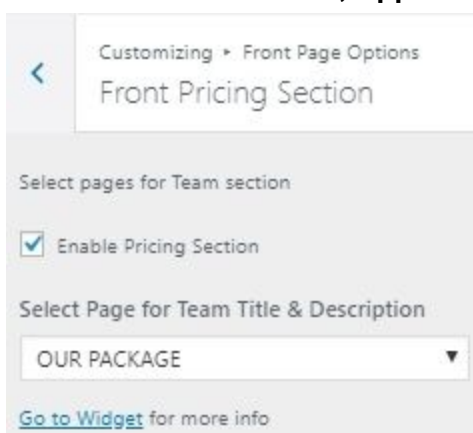 Customizing ▸ Front Page Options
Front Pricing Section
Select pages for Team section
Enable Pricing Section
Select Page for Team Title & Description
OUR PACKAGE
Go to Widget for more info